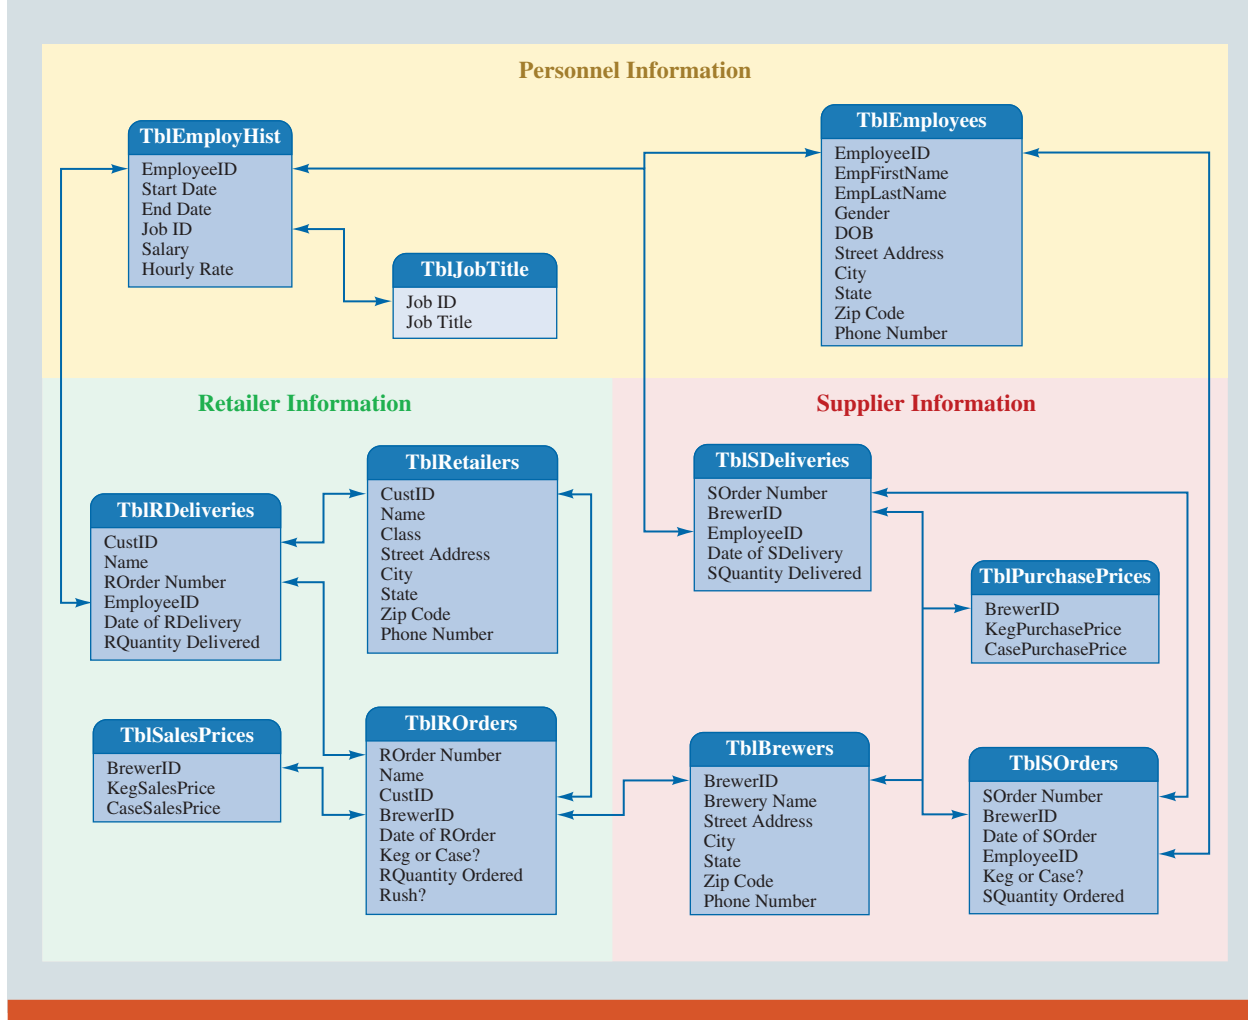 Personnel Information
TblEmployHist
EmployeeID
Start Date
End Date
Job ID
Salary
Hourly Rate
TblJobTitle
Job ID
Job Title
TblEmployees
EmployeeID
EmpFirstName
EmpLastName
Gender
DOB
Street Address
City
State
Zip Code
Phone Number
Retailer Information
TblRetailers
CustID
Name
Class
Street Address
City
State
Zip Code
Phone Number
TblRDeliveries
CustID
Name
ROrder Number
EmployeeID
Date of RDelivery
RQuantity Delivered
TblSalesPrices
BrewerID
KegSalesPrice
CaseSalesPrice
TblROrders
ROrder Number
Name
CustID
BrewerID
Date of ROrder
Keg or Case?
RQuantity Ordered
Rush?
Supplier Information
TblSDeliveries
SOrder Number
BrewerID
EmployeeID
Date of SDelivery
SQuantity Delivered
TblPurchasePrices
BrewerID
KegPurchasePrice
CasePurchasePrice
TblBrewers
BrewerID
Brewery Name
Street Address
City
State
Zip Code
Phone Number
TblSOrders
SOrder Number
BrewerID
Date of SOrder
EmployeeID
Keg or Case?
SQuantity Ordered